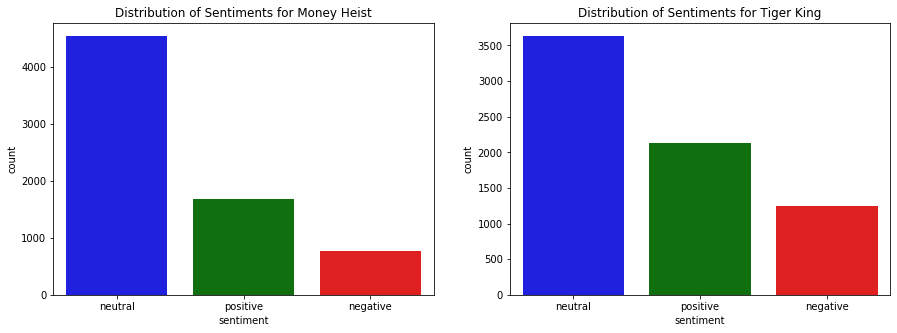 Distribution of Sentiments for Money Heist
4000
3000
2000
1000
0
count
neutral
positive
negative
sentiment
Distribution of Sentiments for Tiger King
3500
3000
2500
2000
1500
1000
500
0
count
neutral
positive
negative
sentiment